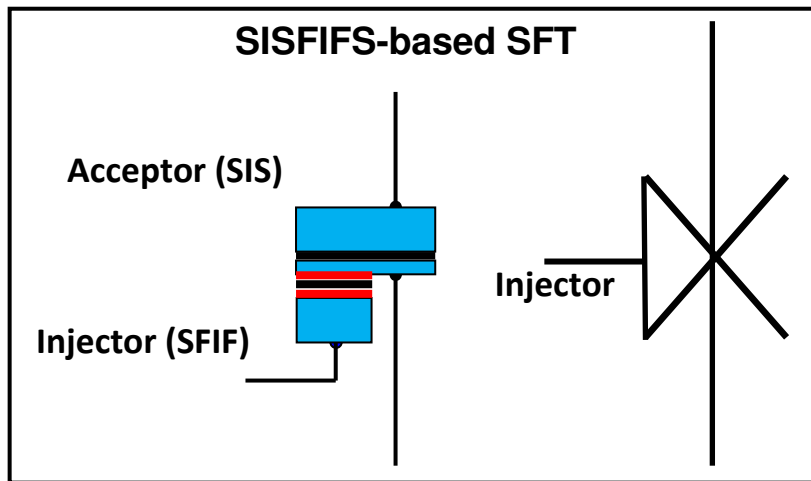 SISFIFS-based SFT
Acceptor (SIS)
Injector
Injector (SFIF)